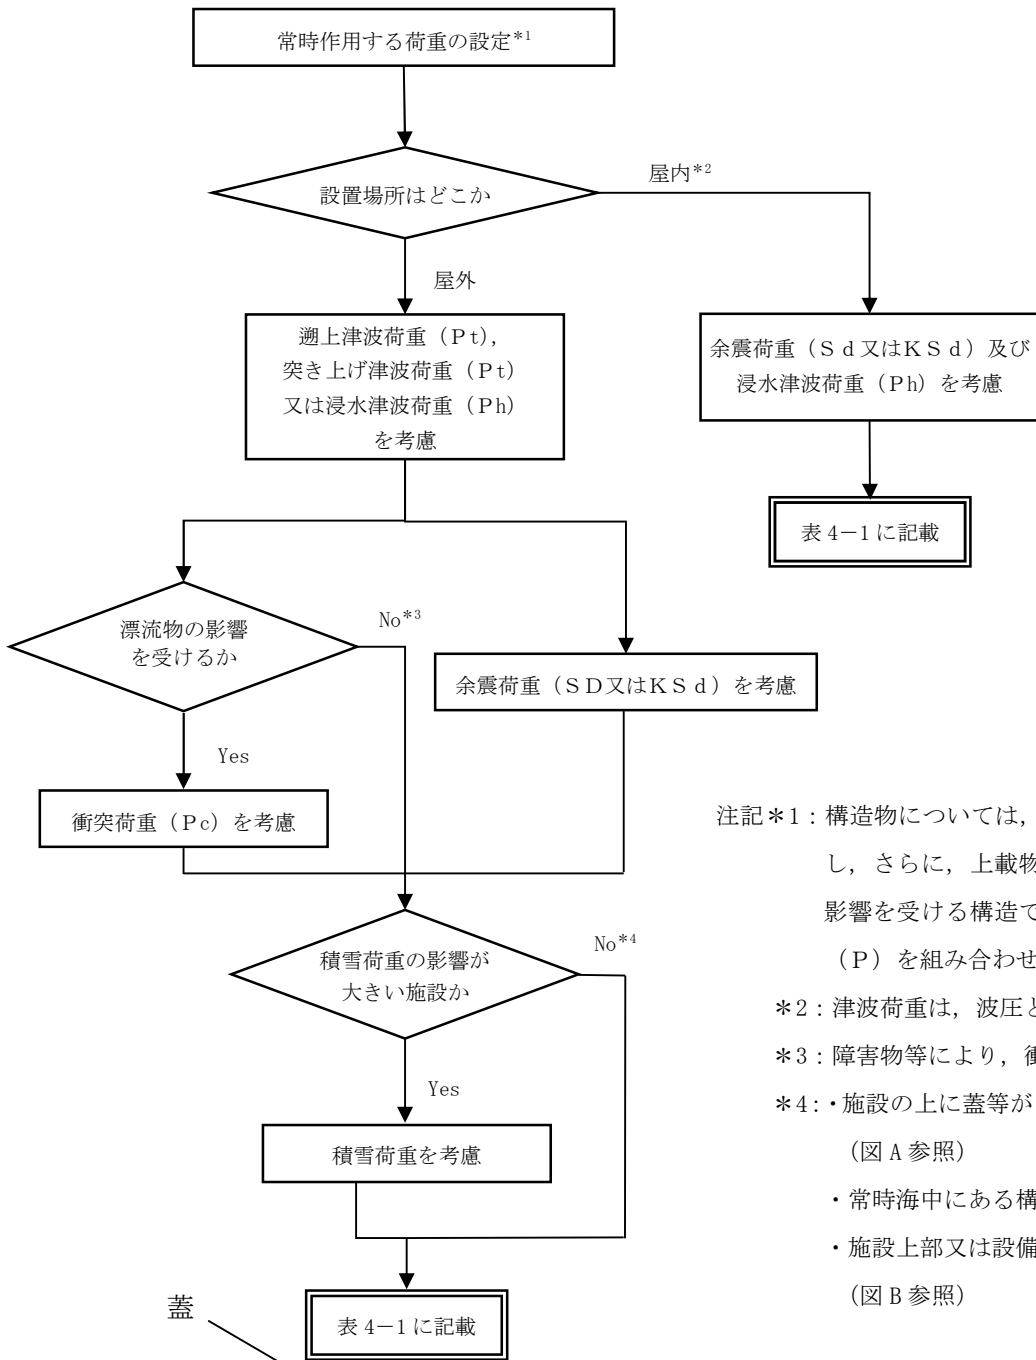 常時作用する荷重の設定*1
設置場所はどこか
屋内*2
屋外
遡上津波荷重（Pt），
突き上げ津波荷重（Pt）
又は浸水津波荷重（Ph）
を考慮
余震荷重（Ｓｄ又はＫＳｄ）及び
浸水津波荷重（Ph）を考慮
表 4－1 に記載
漂流物の影響
を受けるか
No*3
Yes
余震荷重（ＳＤ又はＫＳｄ）を考慮
衝突荷重（Ｐc）を考慮
積雪荷重の影響が
大きい施設か
No*4
Yes
積雪荷重を考慮
表 4－1 に記載
蓋
注記＊1：構造物については，
し，さらに，上載物
影響を受ける構造で
（Ｐ）を組み合わせ
＊2：津波荷重は，波圧と
＊3：障害物等により，衝
＊4：・施設の上に蓋等が
（図 A 参照）
・常時海中にある構
・施設上部又は設備
（図 B 参照）